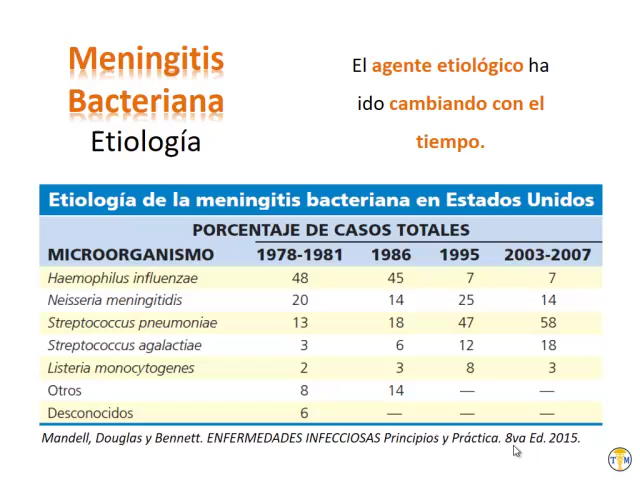 Meningitis
Bacteriana
Etiología
El agente etiológico ha
ido cambiando con el
tiempo.
Etiología de la meningitis bacteriana en Estados Unidos
PORCENTAJE DE CASOS TOTALES
MICROORGANISMO 1978-1981 1986 1995 2003-2007
Haemophilus influenzae 48 45 7 7
Neisseria meningitidis 20 14 25 14
Streptococcus pneumoniae 13 18 47 58
Streptococcus agalactiae 3 6 12 18
Listeria monocytogenes 2 3 8 3
Otros 8 14 — —
Desconocidos 6 — — —
Mandell, Douglas y Bennett. ENFERMEDADES INFECCIOSAS Principios y Práctica. 8va Ed. 2015.
T M